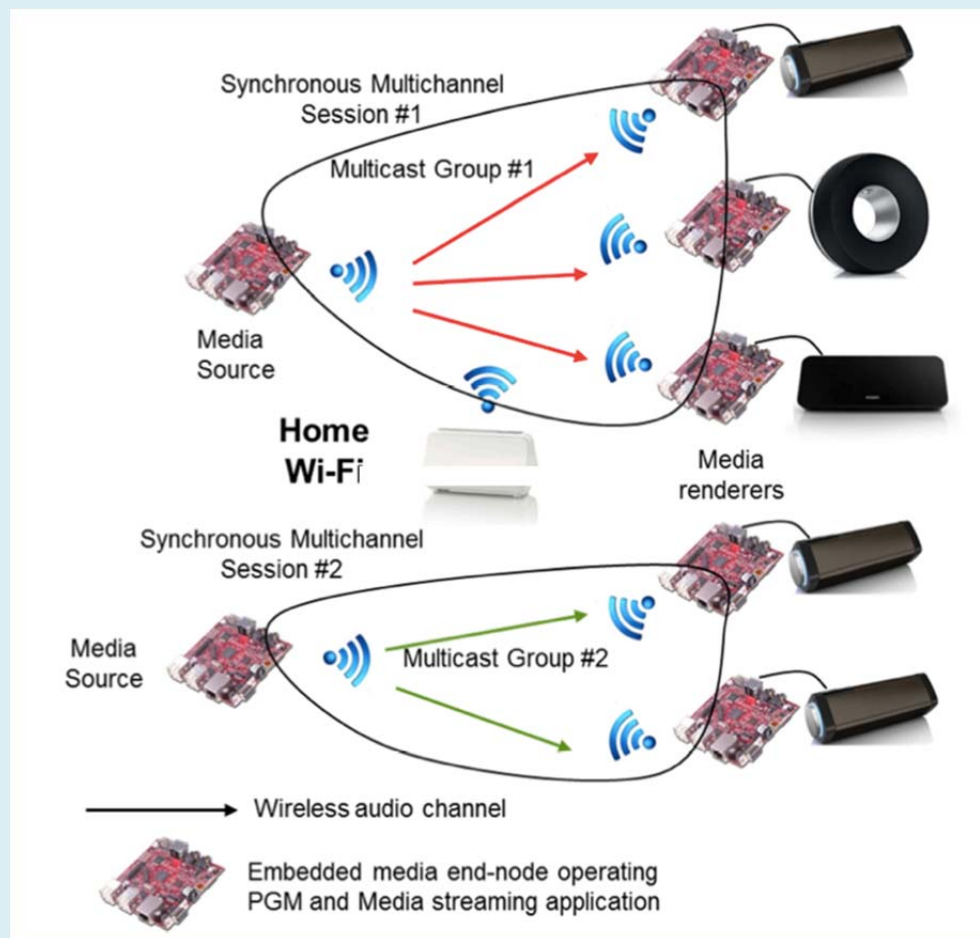 Synchronous Multichannel
Session #1
Multicast Group #1
Media
Source
Home
Wi-Fi
Media
renderers
Synchronous Multichannel
Session #2
Media
Source
Multicast Group #2
Wireless audio channel
Embedded media end-node operating
PGM and Media streaming application